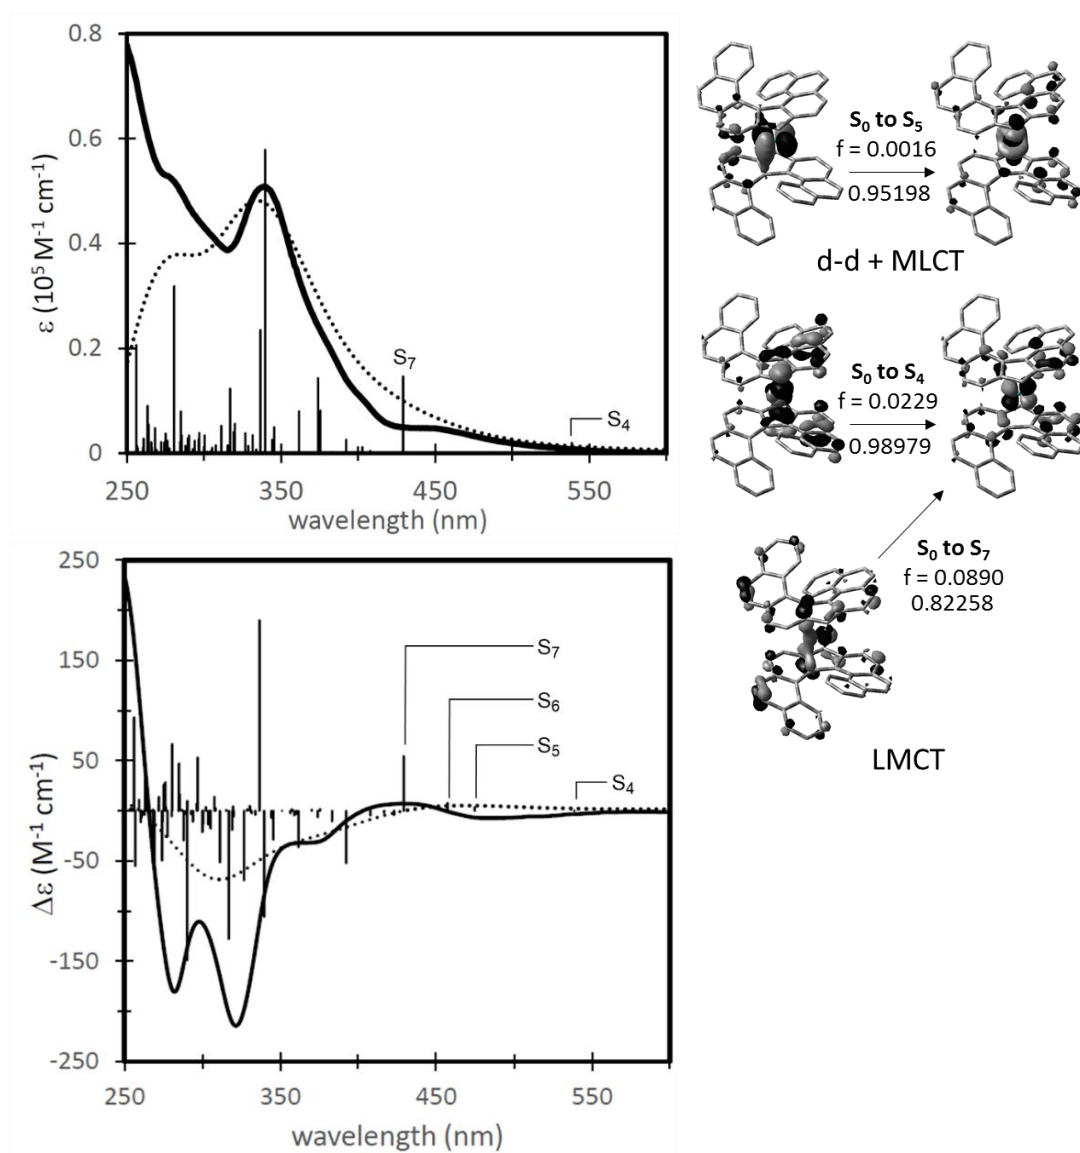 0.8
0.6
0.4
0.2
0
ε (10⁵ M⁻¹ cm⁻¹)
S₇
S₄
250
350
450
550
wavelength (nm)
250
150
50
-50
-150
-250
Δε (M⁻¹ cm⁻¹)
S₇
S₆
S₅
S₄
250
350
450
550
wavelength (nm)
S₀ to S₅
f = 0.0016
0.95198
d-d + MLCT
S₀ to S₄
f = 0.0229
0.98979
S₀ to S₇
f = 0.0890
0.82258
LMCT